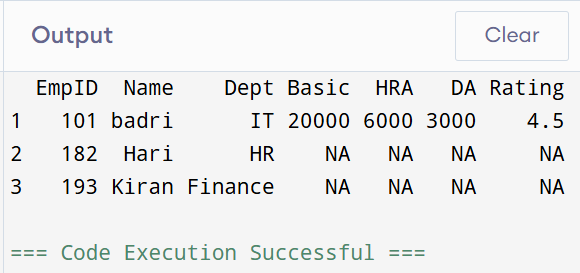 Output Clear
EmpID Name Dept Basic HRA DA Rating
1 101 badri IT 20000 6000 3000 4.5
2 182 Hari HR NA NA NA NA
3 193 Kiran Finance NA NA NA NA
=== Code Execution Successful ===